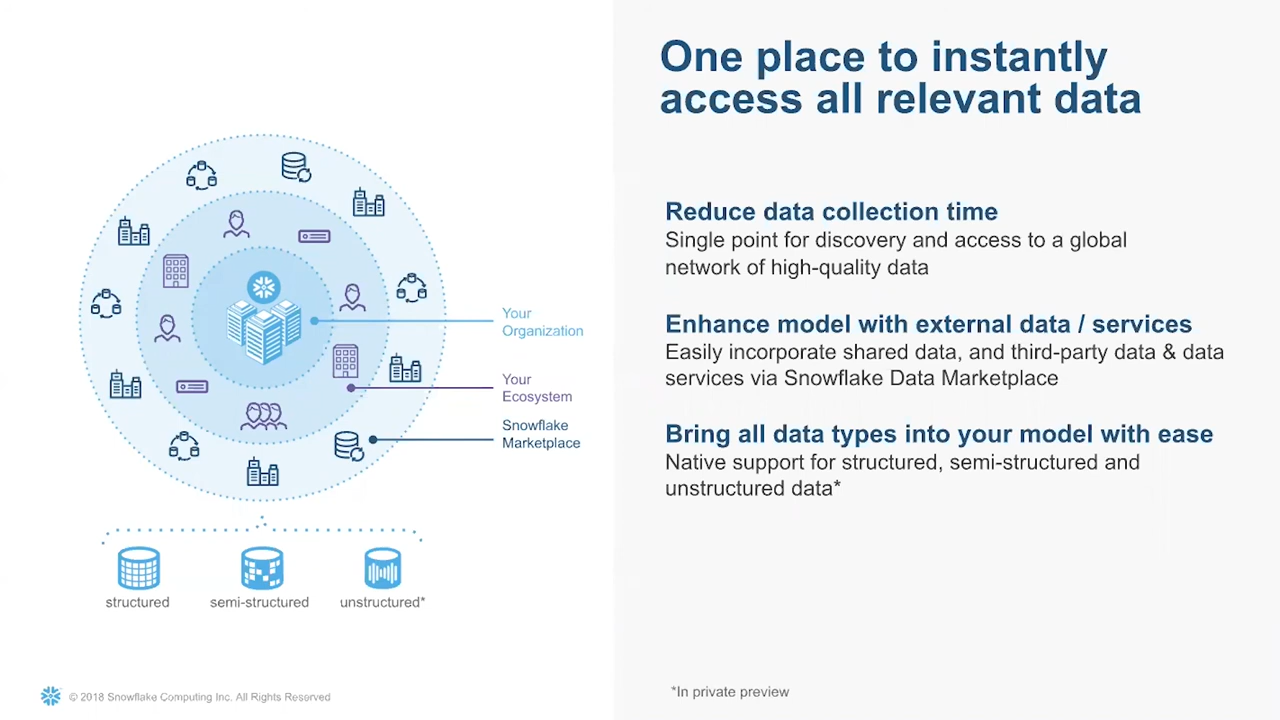 One place to instantly
access all relevant data
Reduce data collection time
Single point for discovery and access to a global
network of high-quality data
Enhance model with external data / services
Easily incorporate shared data, and third-party data & data
services via Snowflake Data Marketplace
Bring all data types into your model with ease
Native support for structured, semi-structured and
unstructured data*
Your
Organization
Your
Ecosystem
Snowflake
Marketplace
structured
semi-structured
unstructured*
© 2018 Snowflake Computing Inc. All Rights Reserved
*In private preview